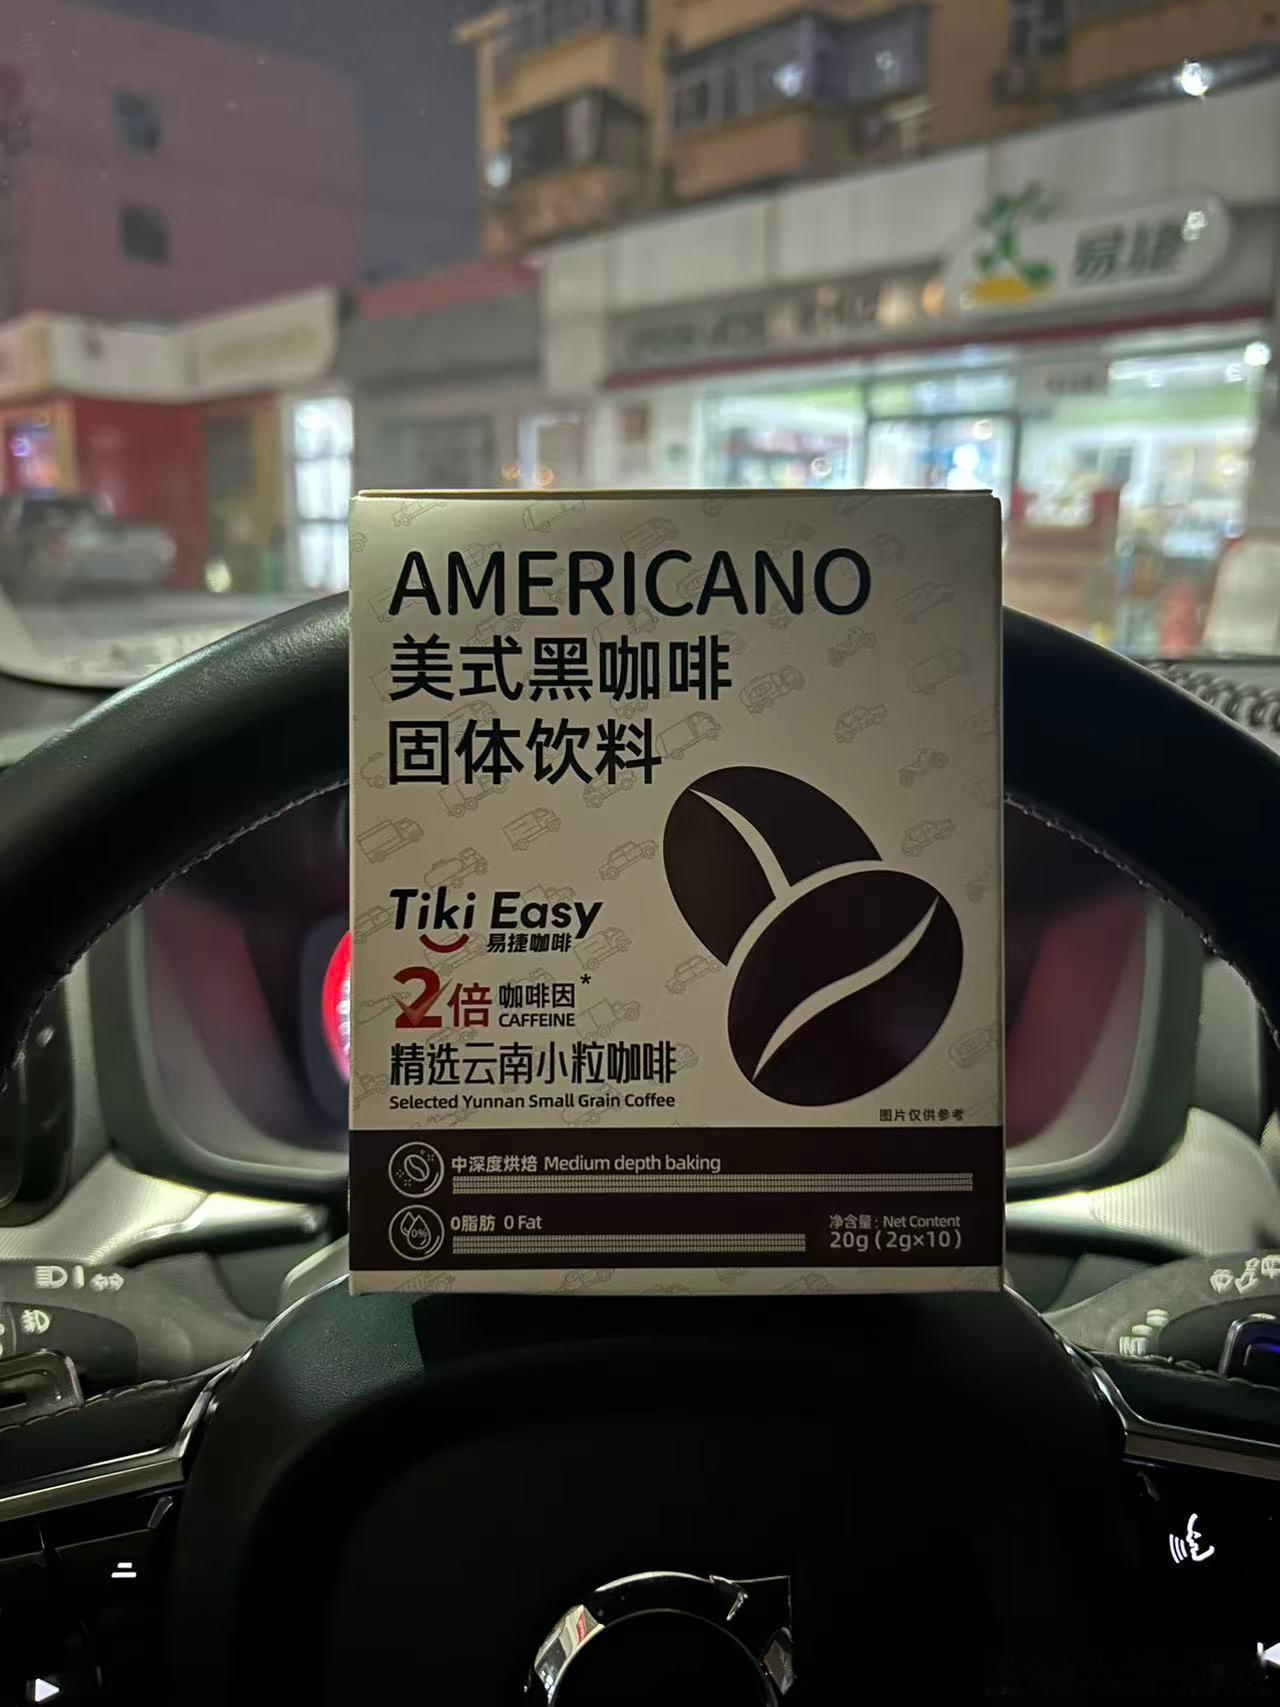 易捷
AMERICANO
美式黑咖啡
固体饮料
Tiki Easy
易捷咖啡
2倍 咖啡因*
CAFFEINE
精选云南小粒咖啡
Selected Yunnan Small Grain Coffee
图片仅供参考
中深度烘焙 Medium depth baking
0% 0脂肪 0 Fat
净含量: Net Content
20g (2g×10)